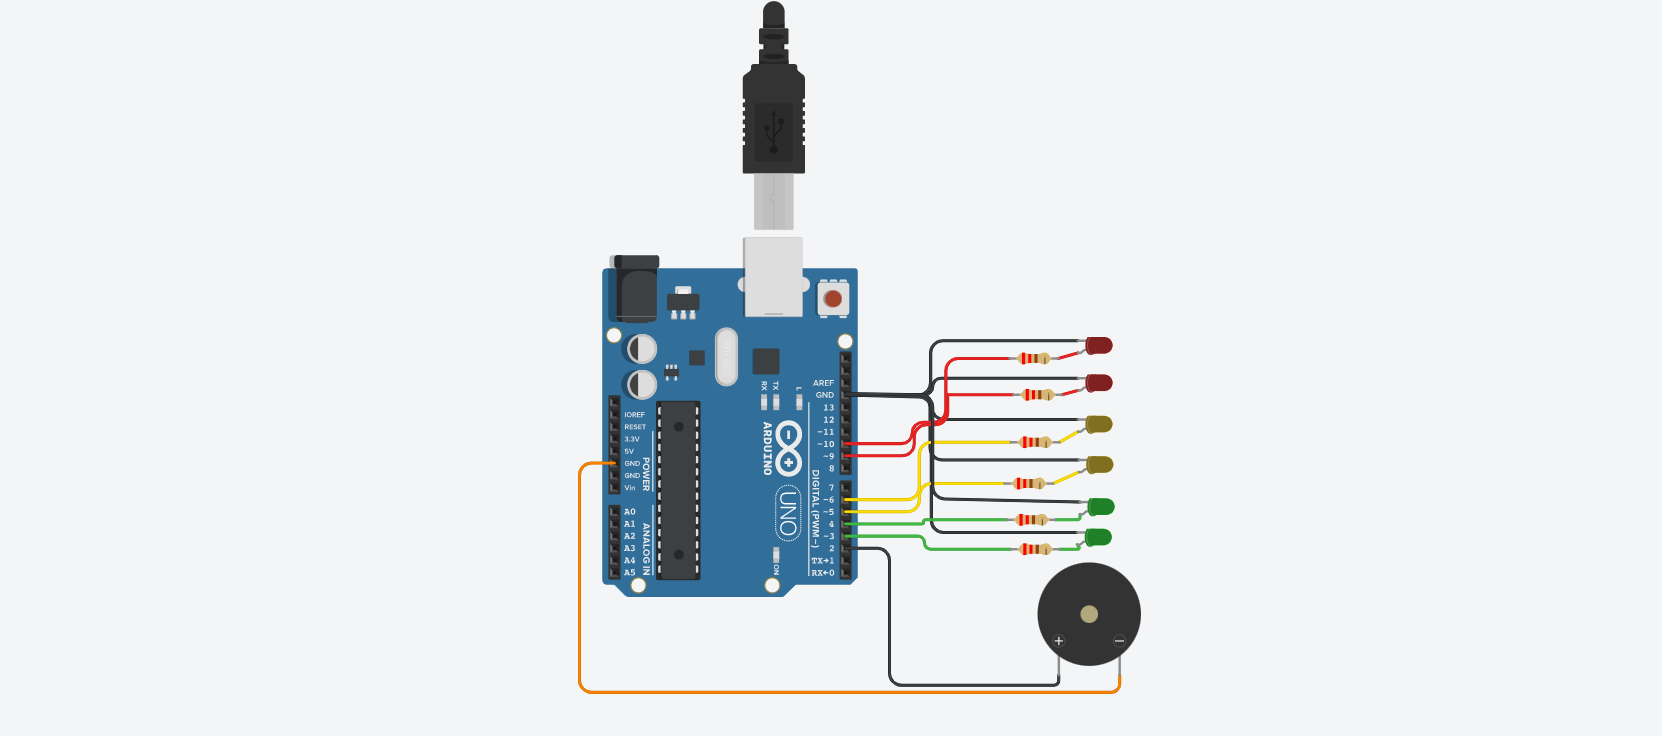 AREF
GND
13
12
~11
~10
~9
8
7
~6
~5
4
~3
2
TX→1
RX←0
DIGITAL (PWM~)
IOREF
RESET
3.3V
5V
GND
GND
Vin
POWER
A0
A1
A2
A3
A4
A5
ANALOG IN
RX
TX
L
ARDUINO
UNO
ON
+
−